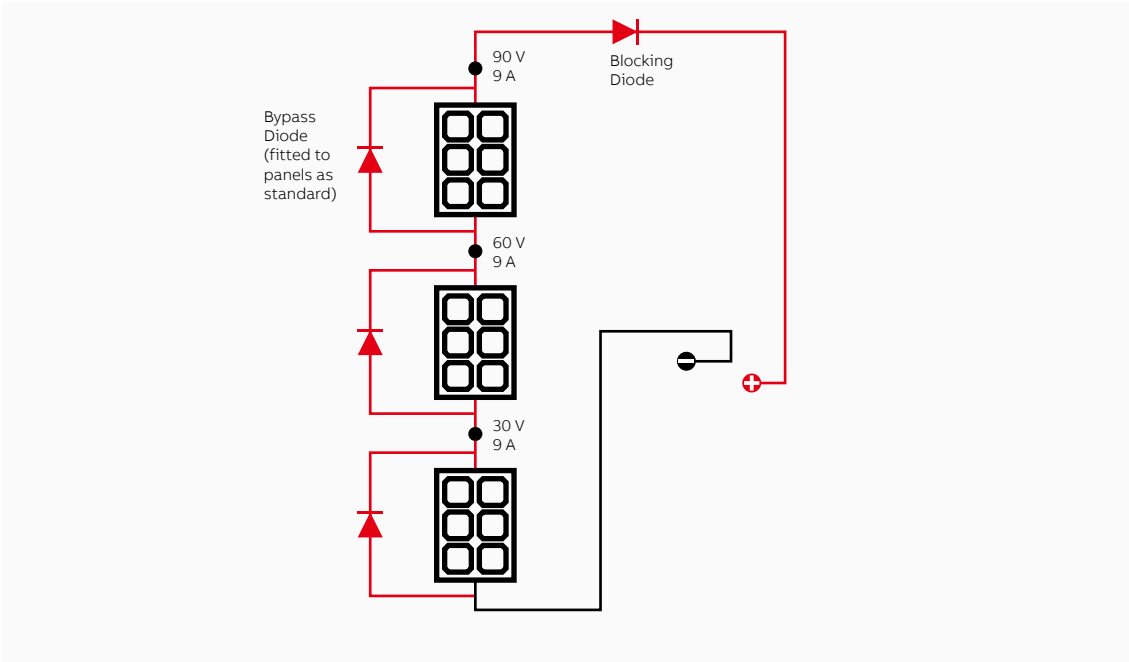 90 V
9 A
Blocking
Diode
Bypass
Diode
(fitted to
panels as
standard)
60 V
9 A
30 V
9 A